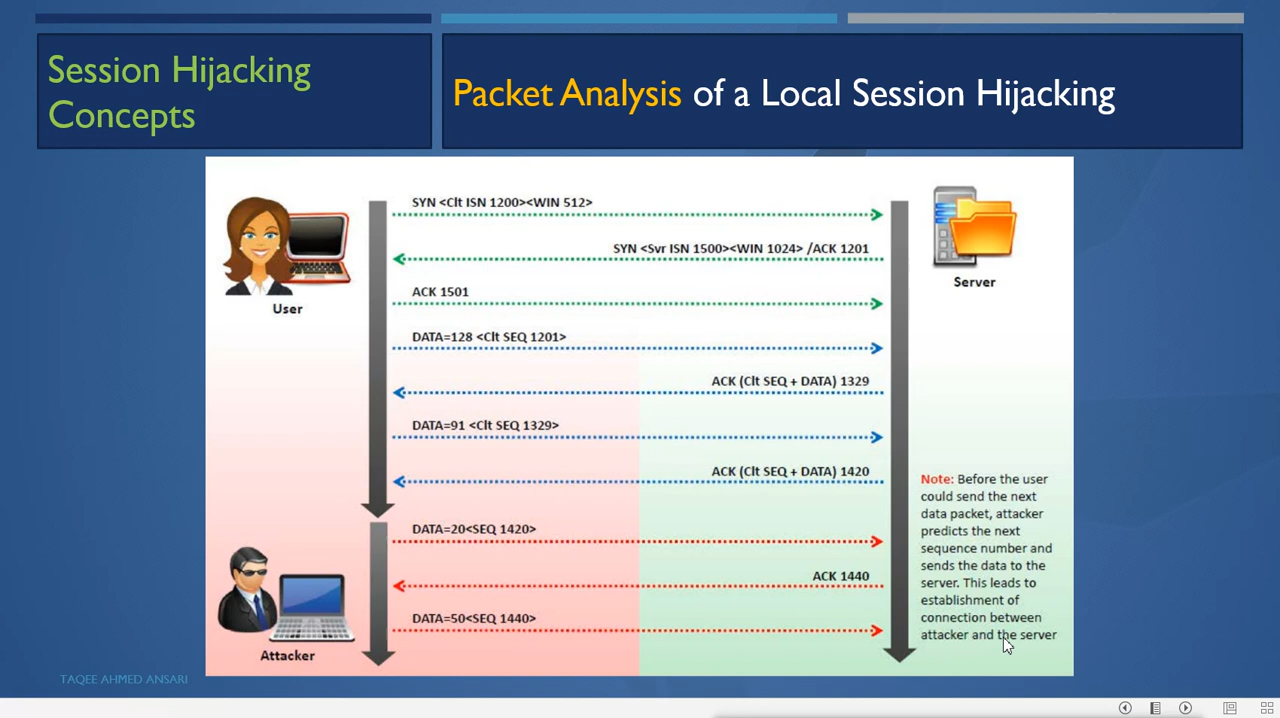 Session Hijacking
Concepts
Packet Analysis of a Local Session Hijacking
SYN <Clt ISN 1200><WIN 512>
SYN <Svr ISN 1500><WIN 1024> /ACK 1201
Server
ACK 1501
User
DATA=128 <Clt SEQ 1201>
ACK (Clt SEQ + DATA) 1329
DATA=91 <Clt SEQ 1329>
ACK (Clt SEQ + DATA) 1420
Note: Before the user
could send the next
data packet, attacker
predicts the next
sequence number and
sends the data to the
server. This leads to
establishment of
connection between
attacker and the server
DATA=20<SEQ 1420>
ACK 1440
DATA=50<SEQ 1440>
Attacker
TAQEE AHMED ANSARI